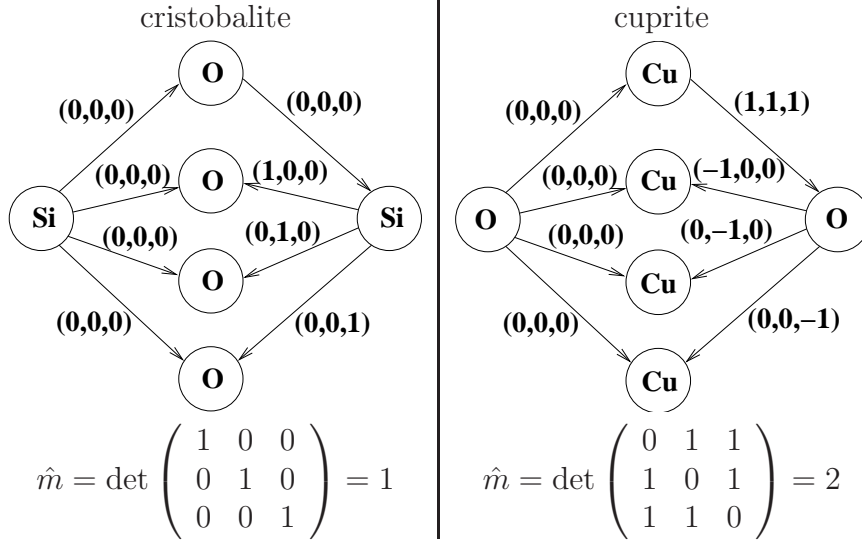 cristobalite
O
(0,0,0)
(0,0,0)
(0,0,0)
(1,0,0)
O
Si
Si
(0,0,0)
(0,1,0)
O
(0,0,0)
(0,0,1)
O
m̂ = det ( 1 0 0
0 1 0
0 0 1 ) = 1
cuprite
Cu
(0,0,0)
(1,1,1)
(0,0,0)
(−1,0,0)
Cu
O
O
(0,0,0)
(0,−1,0)
Cu
(0,0,0)
(0,0,−1)
Cu
m̂ = det ( 0 1 1
1 0 1
1 1 0 ) = 2